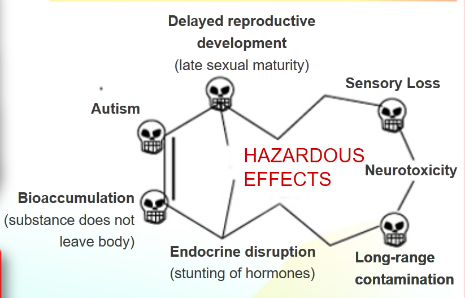 Delayed reproductive
development
(late sexual maturity)
Sensory Loss
Autism
HAZARDOUS
EFFECTS
Neurotoxicity
Bioaccumulation
(substance does not
leave body)
Endocrine disruption
(stunting of hormones)
Long-range
contamination